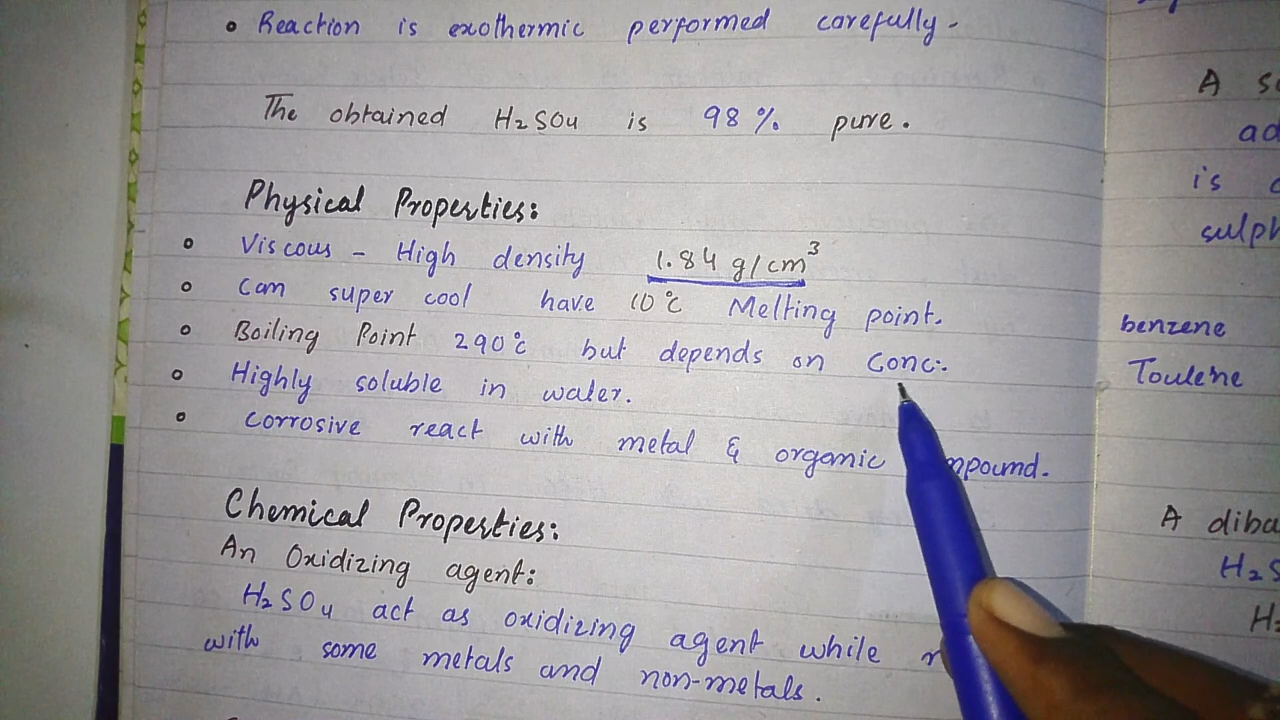 • Reaction is exothermic performed carefully.
The obtained H₂SO₄ is 98% pure.
Physical Properties:
• Viscous - High density 1.84 g/cm³
• Can super cool have 10°C Melting point.
• Boiling Point 290°C but depends on Conc:
• Highly soluble in water.
• Corrosive react with metal & organic mpound.
Chemical Properties:
An Oxidizing agent:
H₂SO₄ act as oxidizing agent while
with some metals and non-metals.
A
is
sulph
benzene
Toulene
A diba
H₂S